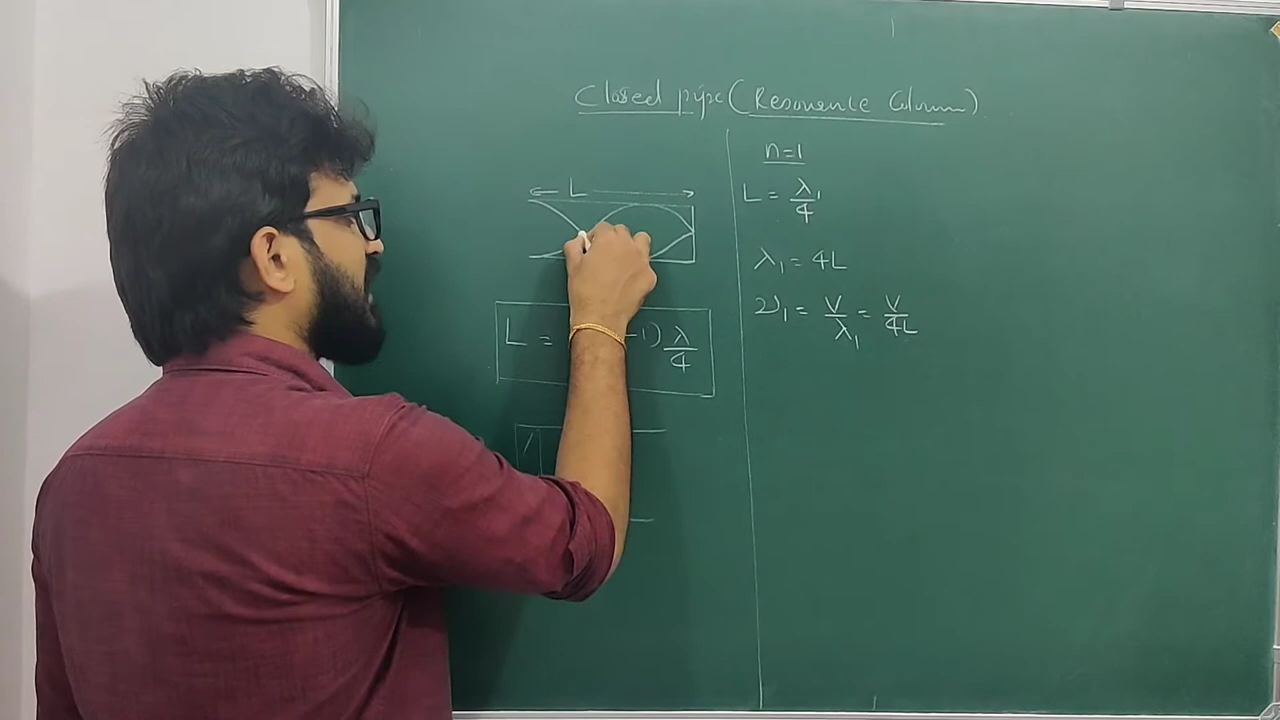 Closed pipe (Resonance Column)
L
L = -1) λ/4
n=1
L = λ₁/4
λ₁ = 4L
ν₁ = V/λ₁ = V/4L